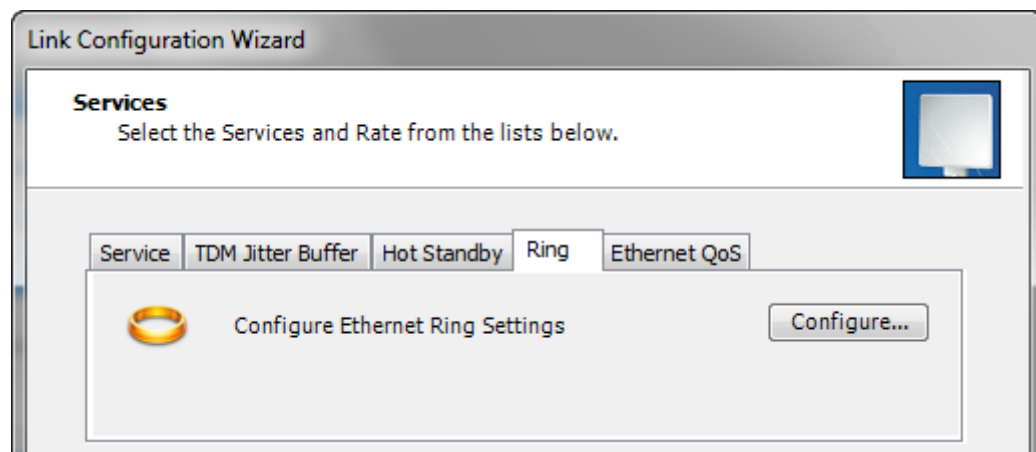 Link Configuration Wizard
Services
Select the Services and Rate from the lists below.
Service TDM Jitter Buffer Hot Standby Ring Ethernet QoS
Configure Ethernet Ring Settings Configure...